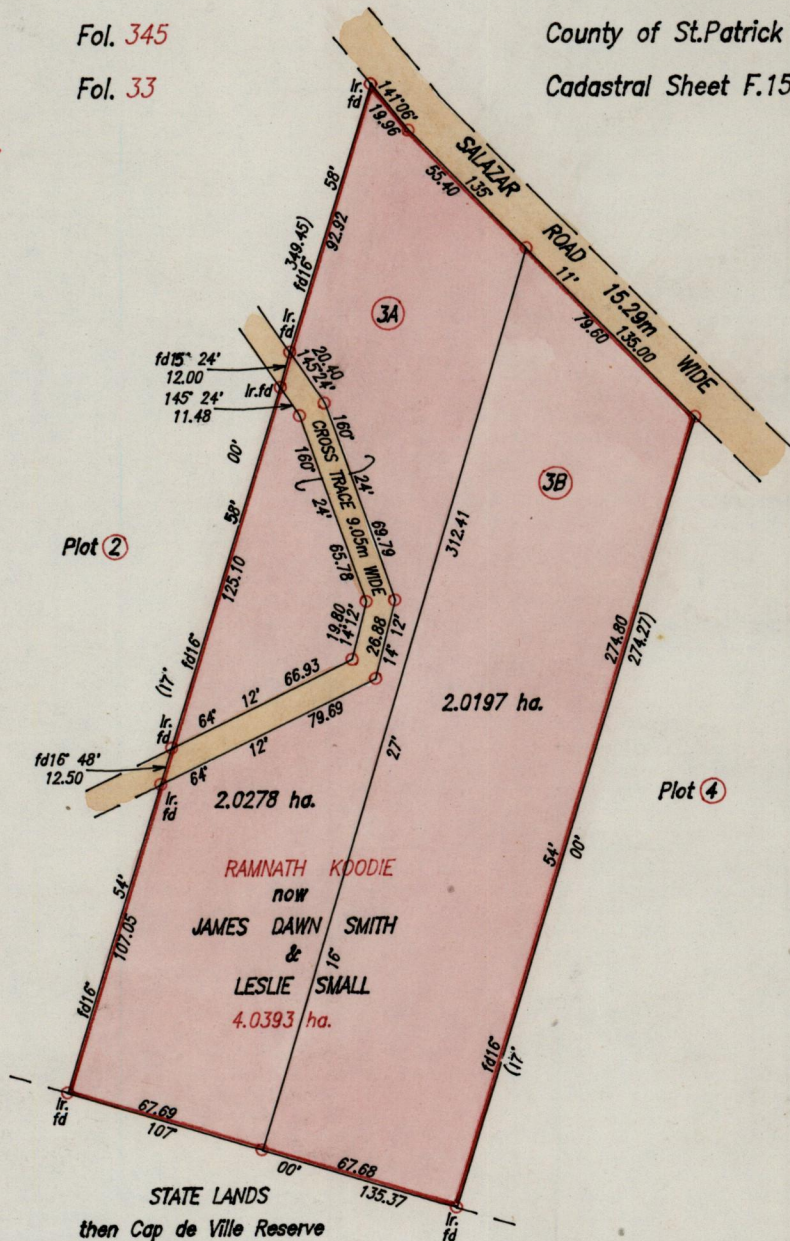 Fol. 345
Fol. 33
County of St.Patrick
Cadastral Sheet F.15
Ir.
fd
141°06'
19.96
SALAZAR ROAD 15.29m WIDE
55.40
135°
11'
79.60
135.00
58'
349.45)
92.92
fd16°
3A
Ir.
fd
fd15° 24'
12.00
20.40
145°24'
Ir.fd
145° 24'
11.48
160°
24'
69.79
CROSS TRACE 9.05m WIDE
160°
24'
65.78
3B
00'
58'
125.10
fd16°
(17°
Plot 2
312.41
19.80
14°12'
26.88
14° 12'
66.93
64° 12'
79.69
64° 12'
Ir.
fd
fd16° 48'
12.50
Ir.
fd
274.80
274.27)
2.0197 ha.
27'
2.0278 ha.
Plot 4
54'
00'
RAMNATH KOODIE
now
JAMES DAWN SMITH
&
LESLIE SMALL
4.0393 ha.
16°
54'
107.05
fd16°
fd16°
(17°
Ir.
fd
67.69
107°
00'
67.68
135.37
Ir.
fd
STATE LANDS
then Cap de Ville Reserve